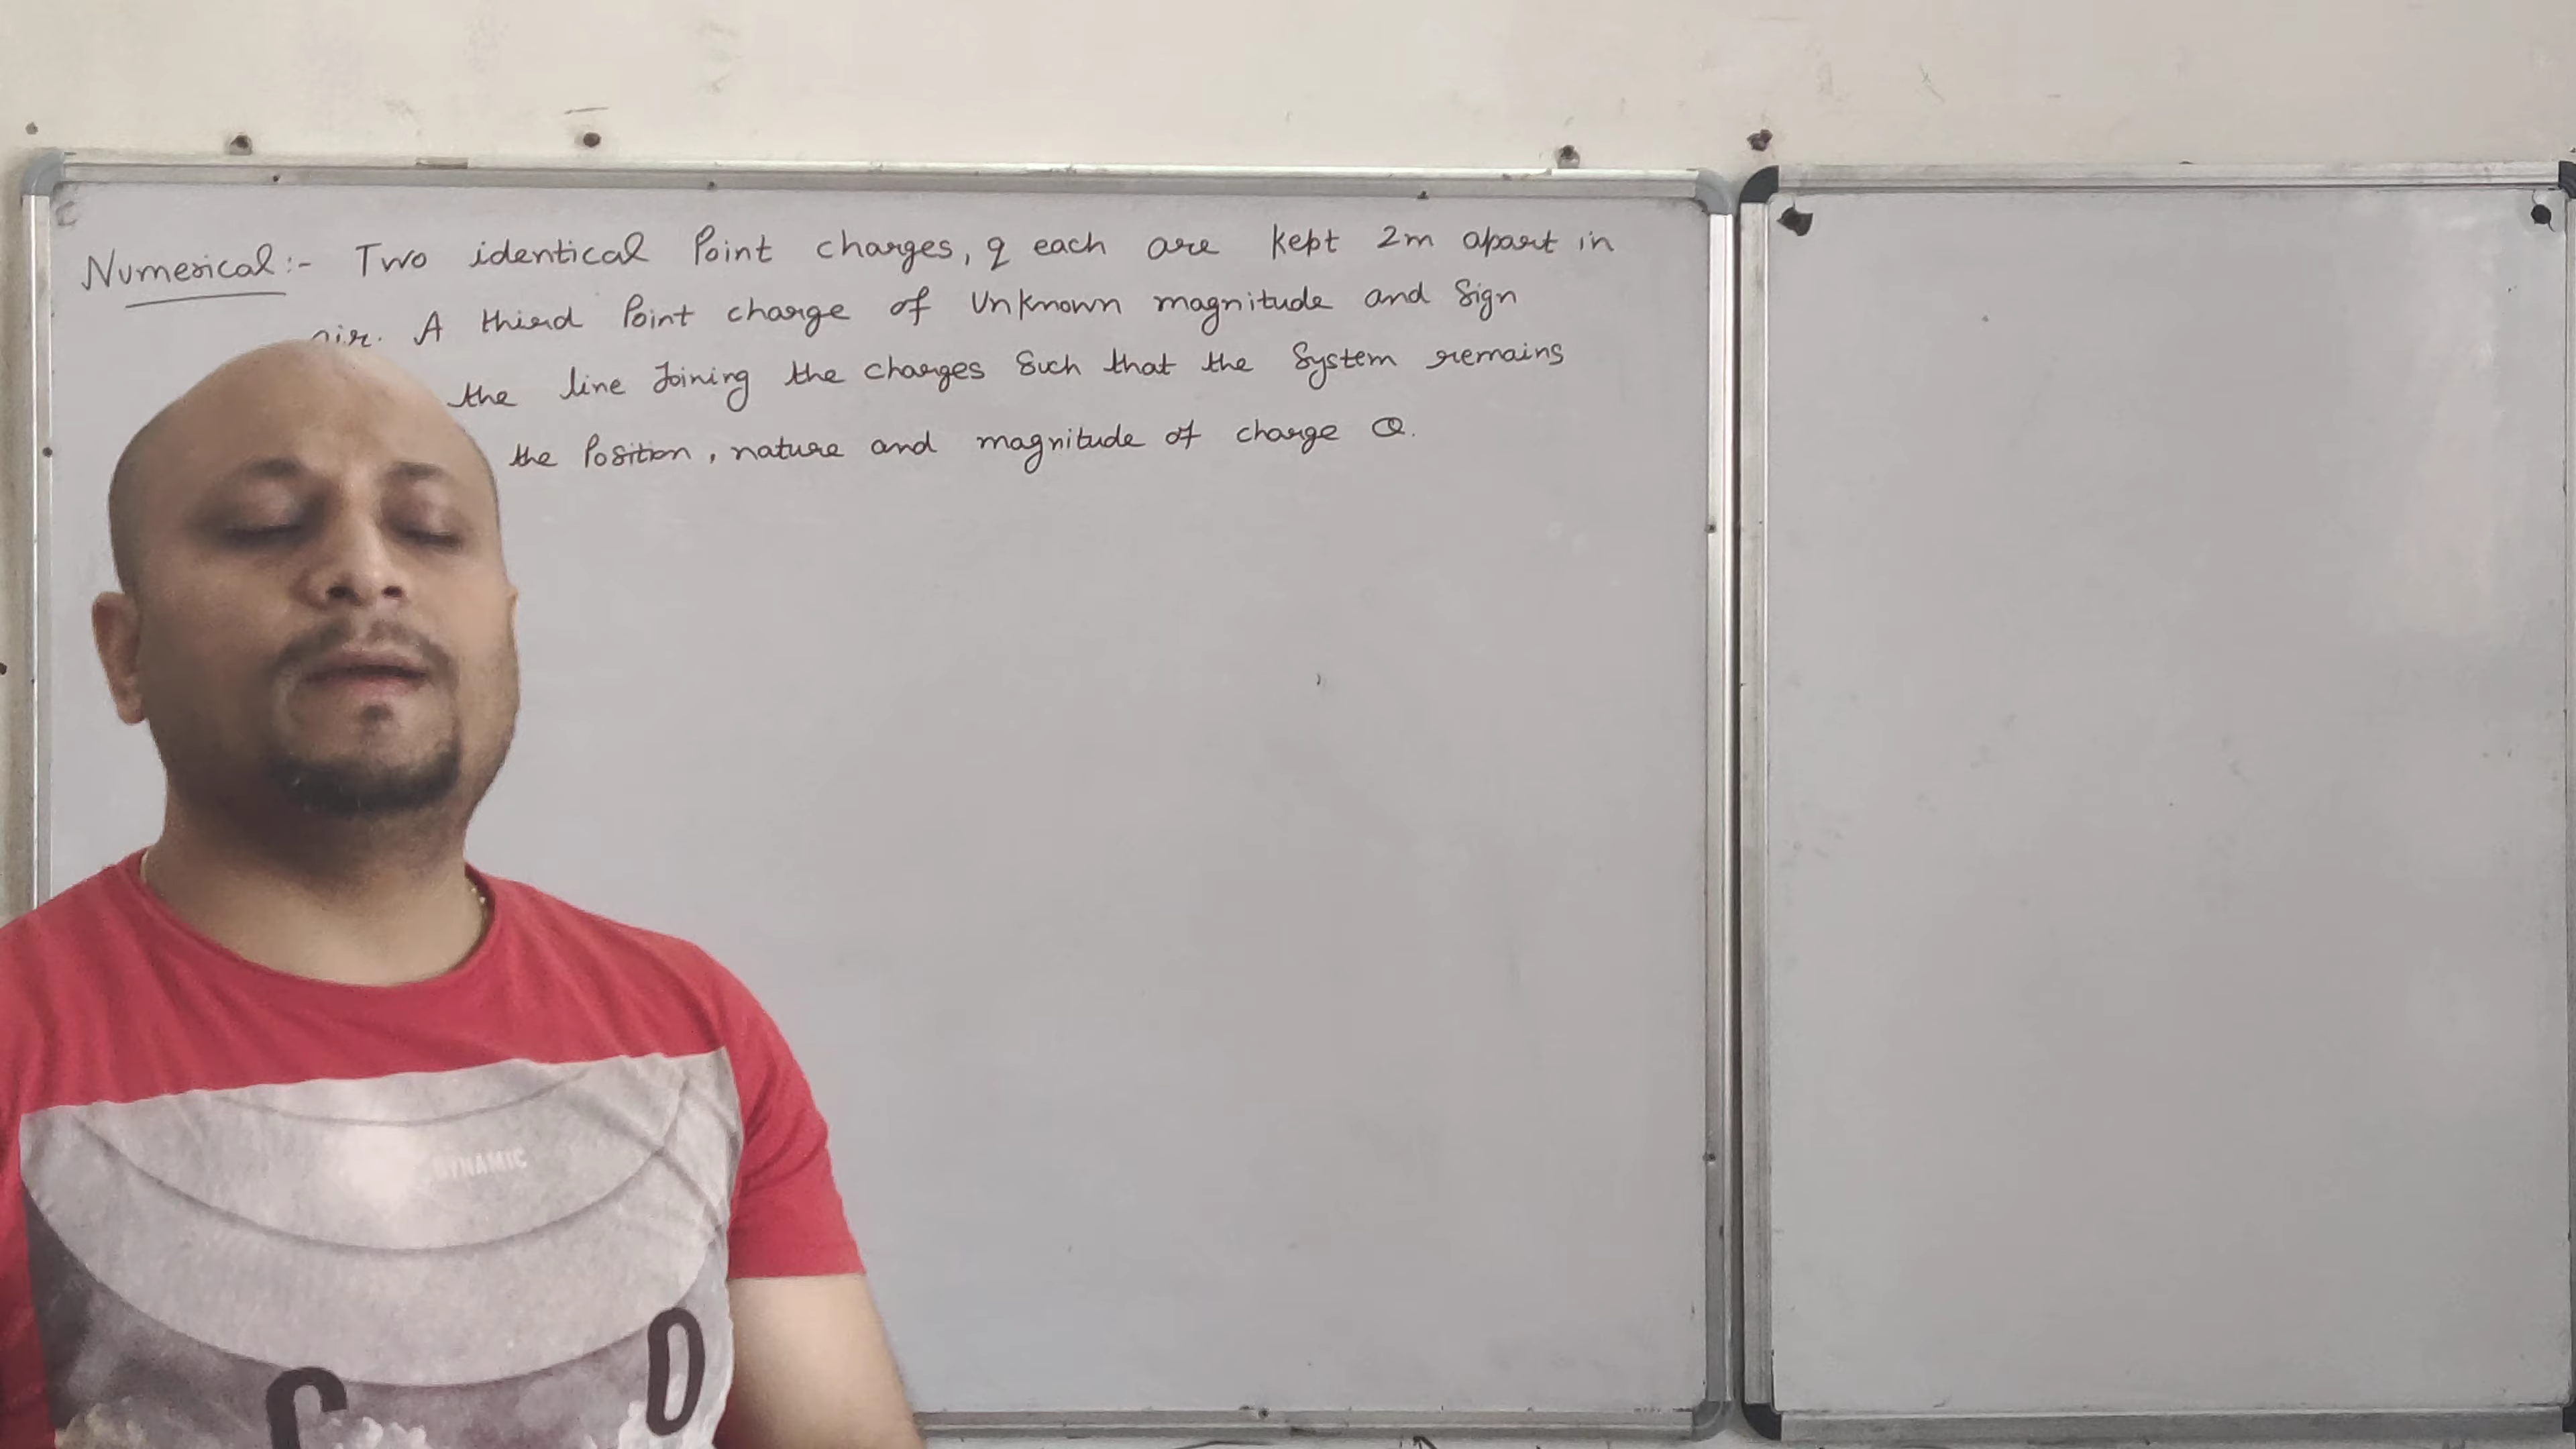 Numerical:- Two identical Point charges, q each are kept 2m apart in
air. A third Point charge of Unknown magnitude and Sign
the line Joining the charges Such that the System remains
the Position, nature and magnitude of charge Q.
DYNAMIC
C D